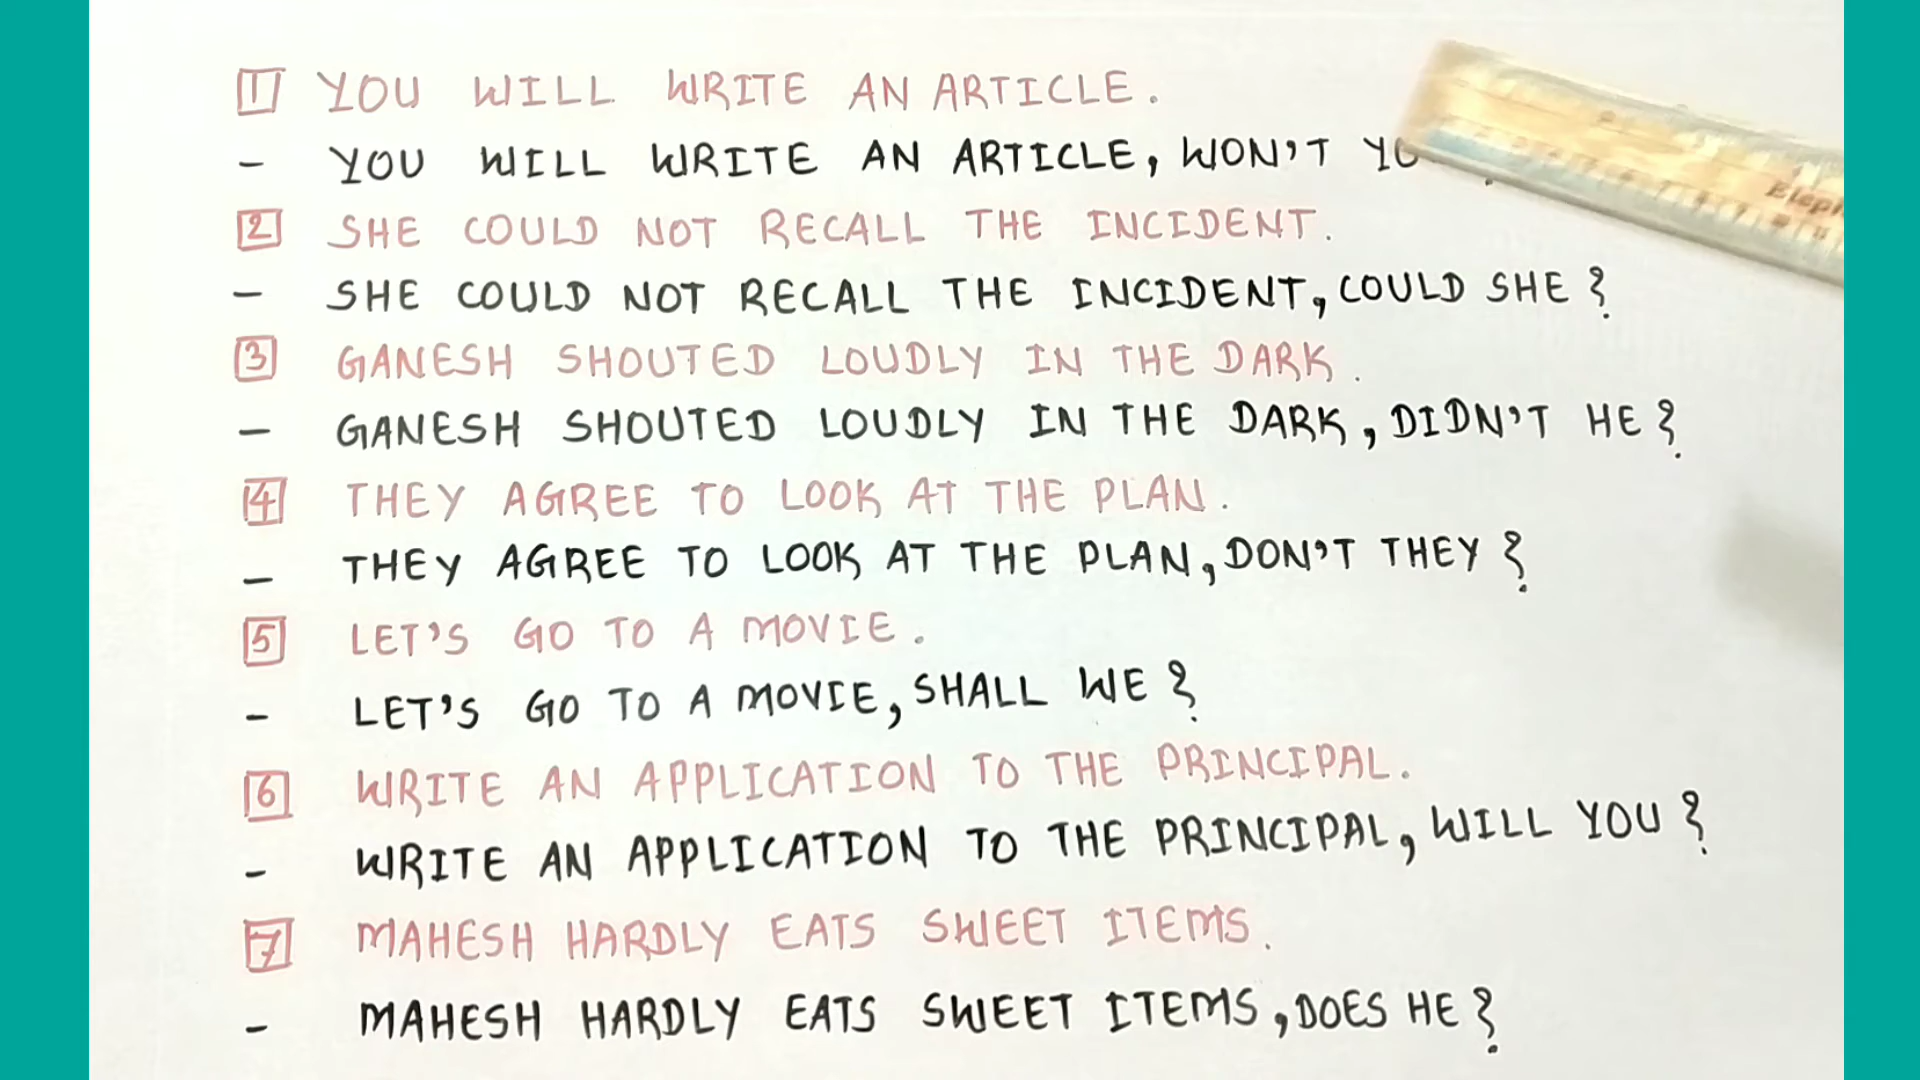 1 YOU WILL WRITE AN ARTICLE.
- YOU WILL WRITE AN ARTICLE, WON'T
2 SHE COULD NOT RECALL THE INCIDENT.
- SHE COULD NOT RECALL THE INCIDENT, COULD SHE?
3 GANESH SHOUTED LOUDLY IN THE DARK.
- GANESH SHOUTED LOUDLY IN THE DARK, DIDN'T HE?
4 THEY AGREE TO LOOK AT THE PLAN.
- THEY AGREE TO LOOK AT THE PLAN, DON'T THEY?
5 LET'S GO TO A MOVIE.
- LET'S GO TO A MOVIE, SHALL WE?
6 WRITE AN APPLICATION TO THE PRINCIPAL.
- WRITE AN APPLICATION TO THE PRINCIPAL, WILL YOU?
7 MAHESH HARDLY EATS SWEET ITEMS.
- MAHESH HARDLY EATS SWEET ITEMS, DOES HE?